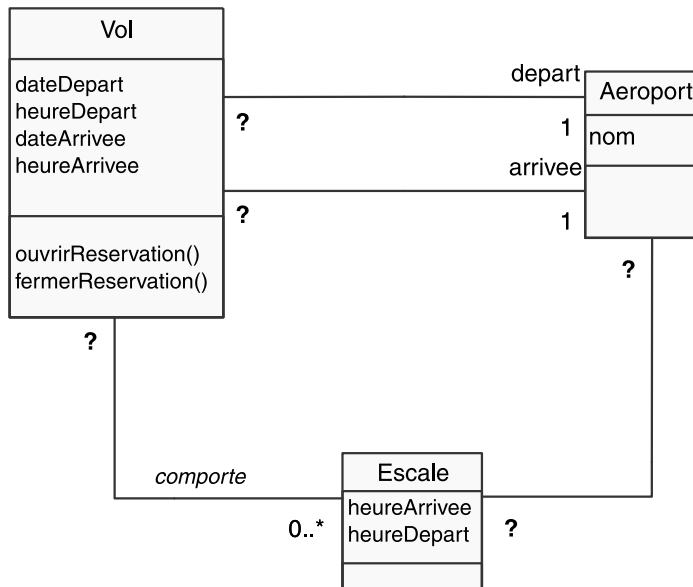 Vol
dateDepart
heureDepart
dateArrivee
heureArrivee
ouvrirReservation()
fermerReservation()
depart
?
1
arrivee
?
1
Aeroport
nom
?
?
comporte
0..*
Escale
heureArrivee
heureDepart
?